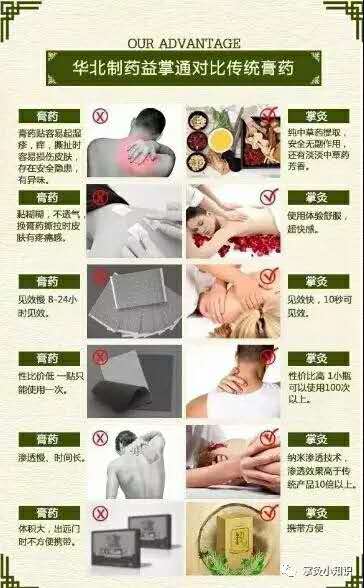 OUR ADVANTAGE
华北制药益掌通对比传统膏药
膏药
膏药贴容易起湿
疹,痒,撕扯时
容易损伤皮肤,
存在安全隐患,
有异味。
掌灸
纯中草药提取,
安全无副作用,
还有淡淡中草药
芳香。
膏药
黏糊糊,不透气
换膏药撕拉时皮
肤有疼痛感。
掌灸
使用体验舒服,
超快感。
膏药
见效慢 8-24小
时见效。
掌灸
见效快,10秒可
见效。
膏药
性价比低 一贴只
能使用一次。
掌灸
性价比高 1小瓶
可以使用100次
以上。
膏药
渗透慢、时间长。
掌灸
纳米渗透技术,
渗透效果高于传
统产品10倍以上。
膏药
体积大,出远门
时不方便携带。
掌灸
携带方便
掌灸小知识